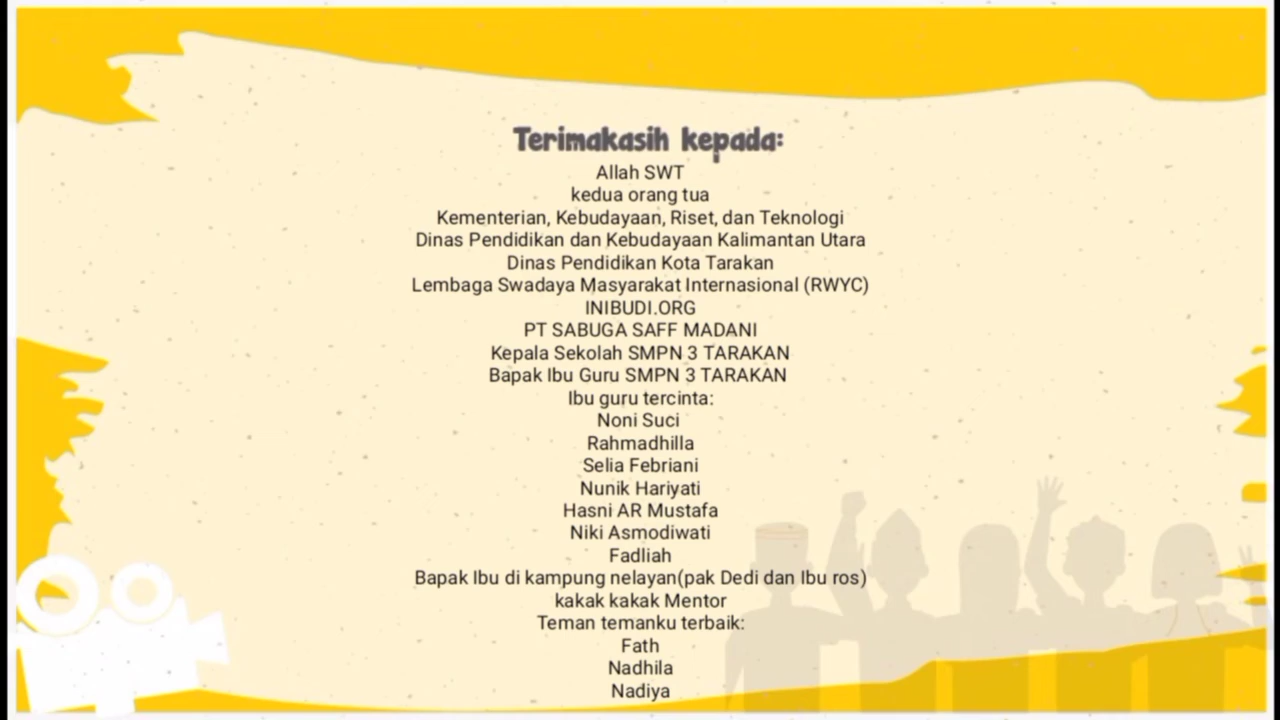 Terimakasih kepada:
Allah SWT
kedua orang tua
Kementerian, Kebudayaan, Riset, dan Teknologi
Dinas Pendidikan dan Kebudayaan Kalimantan Utara
Dinas Pendidikan Kota Tarakan
Lembaga Swadaya Masyarakat Internasional (RWYC)
INIBUDI.ORG
PT SABUGA SAFF MADANI
Kepala Sekolah SMPN 3 TARAKAN
Bapak Ibu Guru SMPN 3 TARAKAN
Ibu guru tercinta:
Noni Suci
Rahmadhilla
Selia Febriani
Nunik Hariyati
Hasni AR Mustafa
Niki Asmodiwati
Fadliah
Bapak Ibu di kampung nelayan(pak Dedi dan Ibu ros)
kakak kakak Mentor
Teman temanku terbaik:
Fath
Nadhila
Nadiya